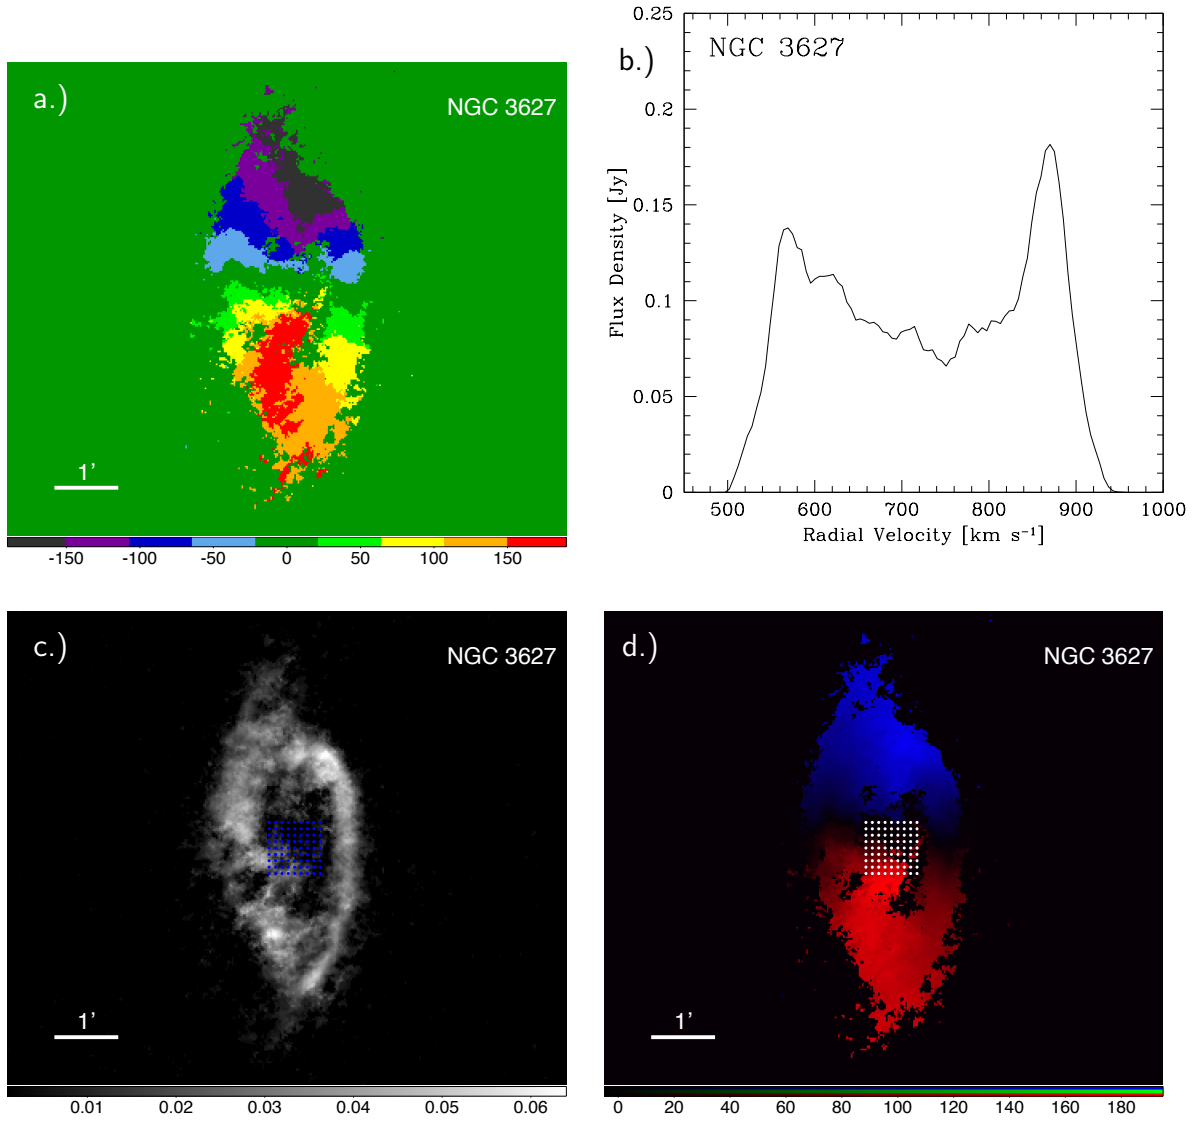 a.)
NGC 3627
1'
-150 -100 -50 0 50 100 150
b.)
NGC 3627
0.25
0.2
0.15
0.1
0.05
0
Flux Density [Jy]
500 600 700 800 900 1000
Radial Velocity [km s⁻¹]
c.)
NGC 3627
1'
0.01 0.02 0.03 0.04 0.05 0.06
d.)
NGC 3627
1'
0 20 40 60 80 100 120 140 160 180